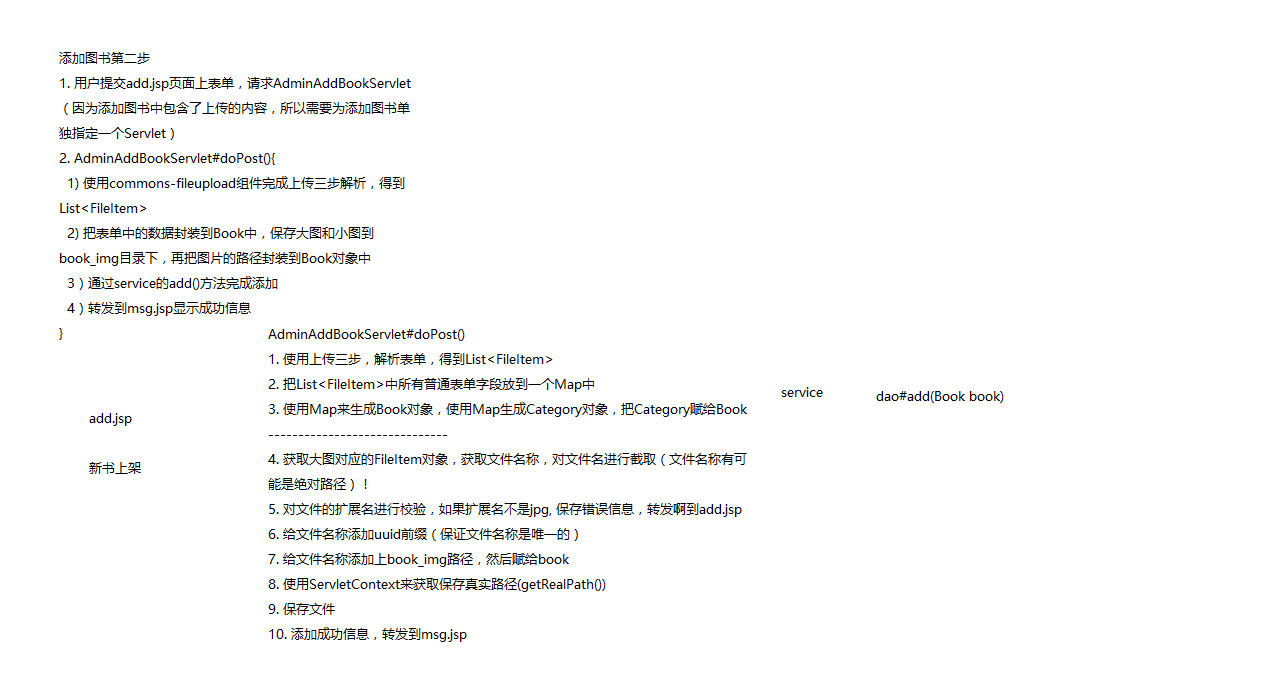 添加图书第二步
1. 用户提交add.jsp页面上表单，请求AdminAddBookServlet
（因为添加图书中包含了上传的内容，所以需要为添加图书单
独指定一个Servlet）
2. AdminAddBookServlet#doPost(){
1) 使用commons-fileupload组件完成上传三步解析，得到
List<FileItem>
2) 把表单中的数据封装到Book中，保存大图和小图到
book_img目录下，再把图片的路径封装到Book对象中
3）通过service的add()方法完成添加
4）转发到msg.jsp显示成功信息
}
add.jsp
新书上架
AdminAddBookServlet#doPost()
1. 使用上传三步，解析表单，得到List<FileItem>
2. 把List<FileItem>中所有普通表单字段放到一个Map中
3. 使用Map来生成Book对象，使用Map生成Category对象，把Category赋给Book
------------------------------
4. 获取大图对应的FileItem对象，获取文件名称，对文件名进行截取（文件名称有可
能是绝对路径）！
5. 对文件的扩展名进行校验，如果扩展名不是jpg, 保存错误信息，转发啊到add.jsp
6. 给文件名称添加uuid前缀（保证文件名称是唯一的）
7. 给文件名称添加上book_img路径，然后赋给book
8. 使用ServletContext来获取保存真实路径(getRealPath())
9. 保存文件
10. 添加成功信息，转发到msg.jsp
service
dao#add(Book book)